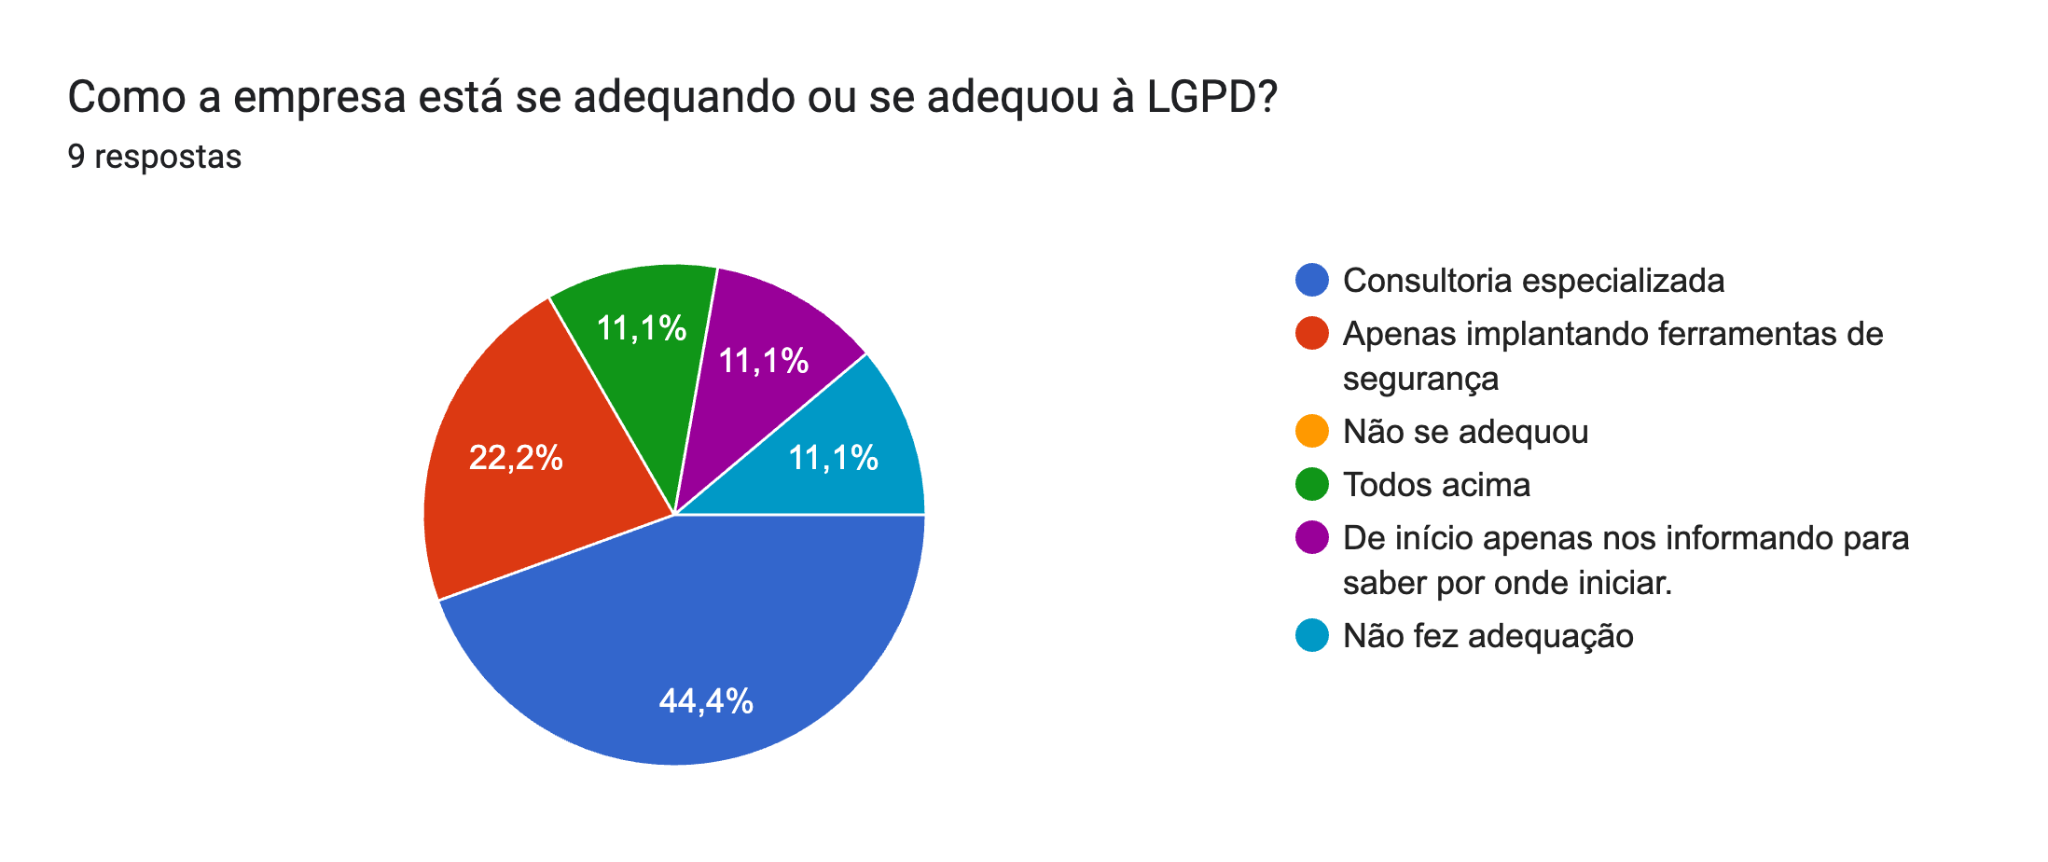 Como a empresa está se adequando ou se adequou à LGPD?
9 respostas
11,1%
11,1%
22,2%
11,1%
44,4%
Consultoria especializada
Apenas implantando ferramentas de
segurança
Não se adequou
Todos acima
De início apenas nos informando para
saber por onde iniciar.
Não fez adequação